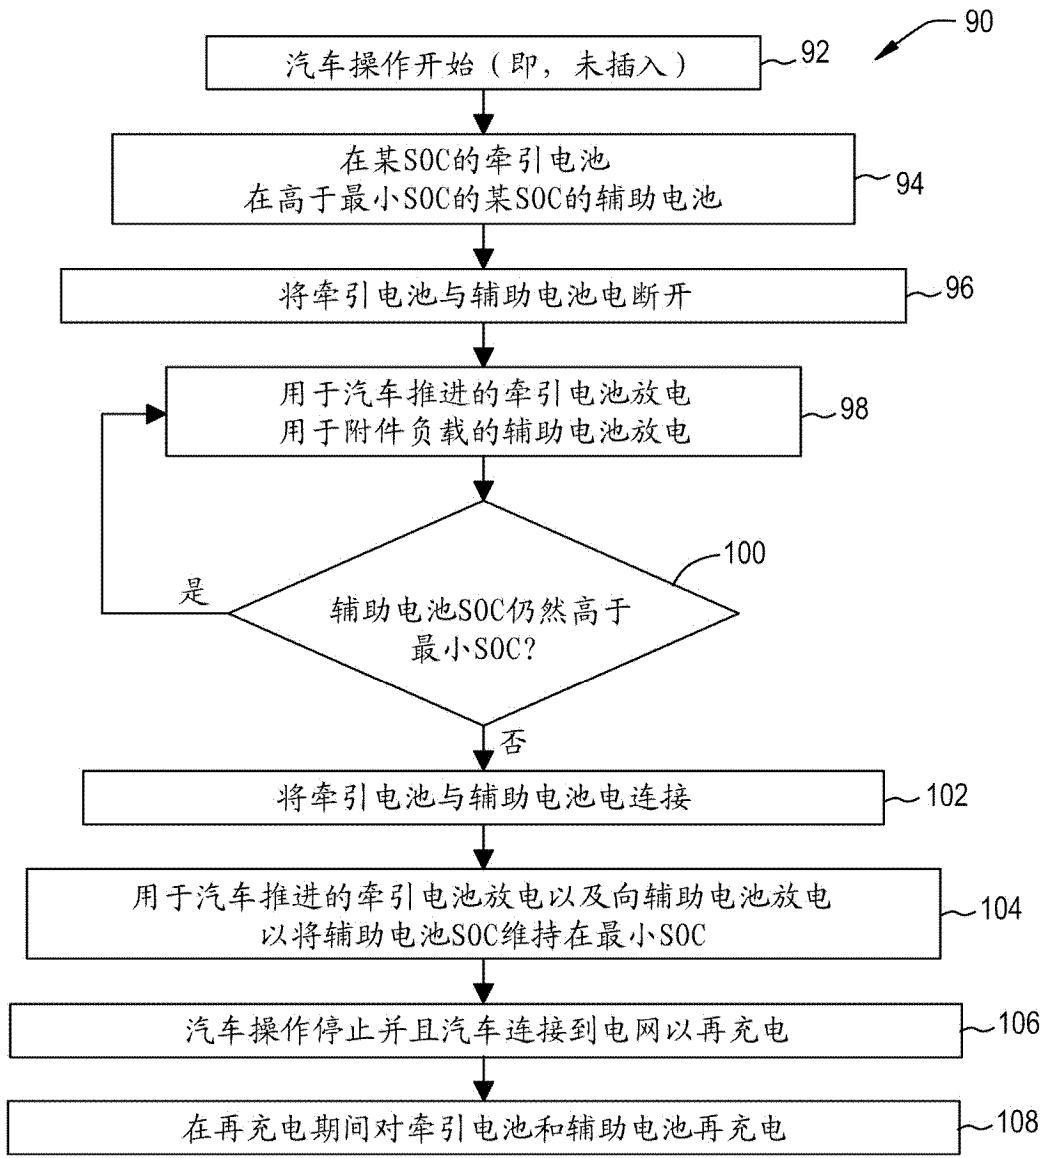 90
汽车操作开始（即，未插入）
92
在某SOC的牵引电池
在高于最小SOC的某SOC的辅助电池
94
将牵引电池与辅助电池电断开
96
用于汽车推进的牵引电池放电
用于附件负载的辅助电池放电
98
100
是
辅助电池SOC仍然高于
最小SOC?
否
将牵引电池与辅助电池电连接
102
用于汽车推进的牵引电池放电以及向辅助电池放电
以将辅助电池SOC维持在最小SOC
104
汽车操作停止并且汽车连接到电网以再充电
106
在再充电期间对牵引电池和辅助电池再充电
108